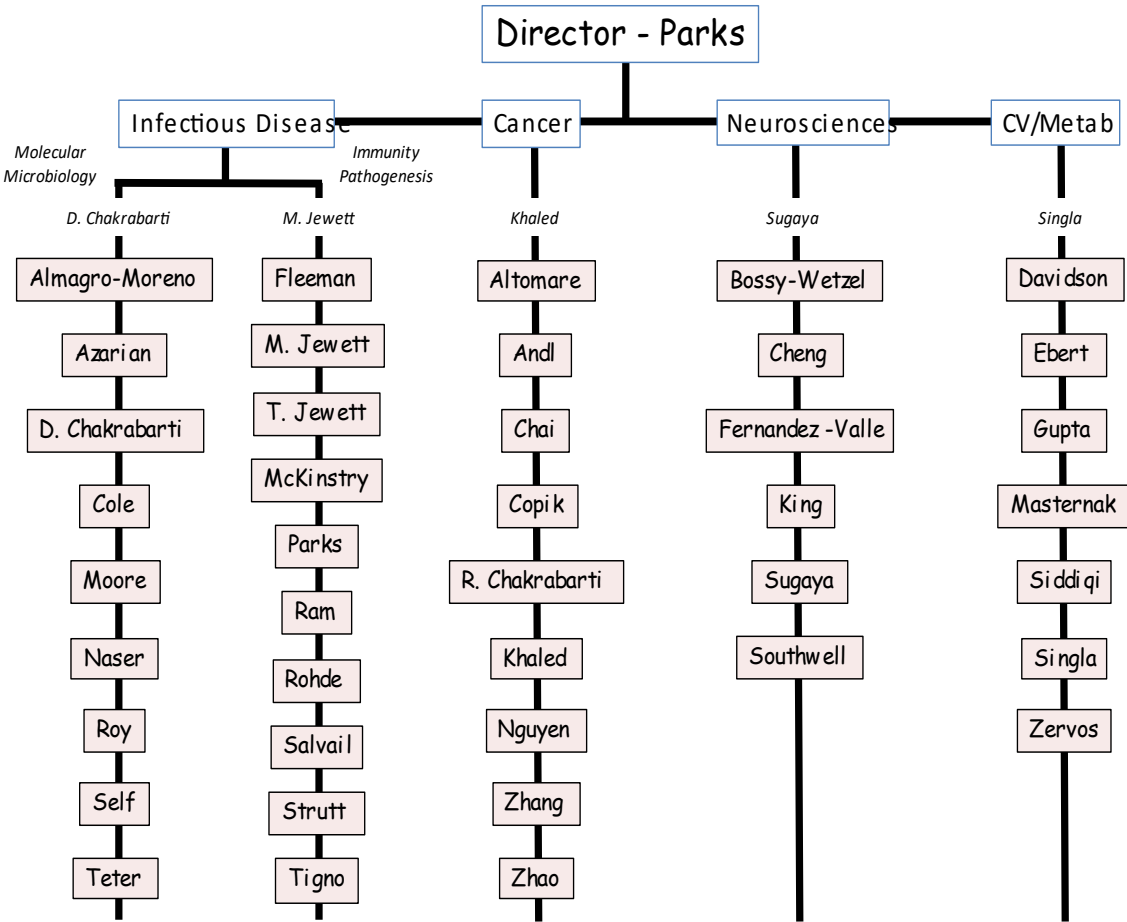 Director - Parks
Infectious Disease
Cancer
Neurosciences
CV/Metab
Molecular
Microbiology
Immunity
Pathogenesis
D. Chakrabarti
M. Jewett
Khaled
Sugaya
Singla
Almagro-Moreno
Azarian
D. Chakrabarti
Cole
Moore
Naser
Roy
Self
Teter
Fleeman
M. Jewett
T. Jewett
McKinstry
Parks
Ram
Rohde
Salvail
Strutt
Tigno
Altomare
Andl
Chai
Copik
R. Chakrabarti
Khaled
Nguyen
Zhang
Zhao
Bossy-Wetzel
Cheng
Fernandez -Valle
King
Sugaya
Southwell
Davidson
Ebert
Gupta
Masternak
Siddiqi
Singla
Zervos